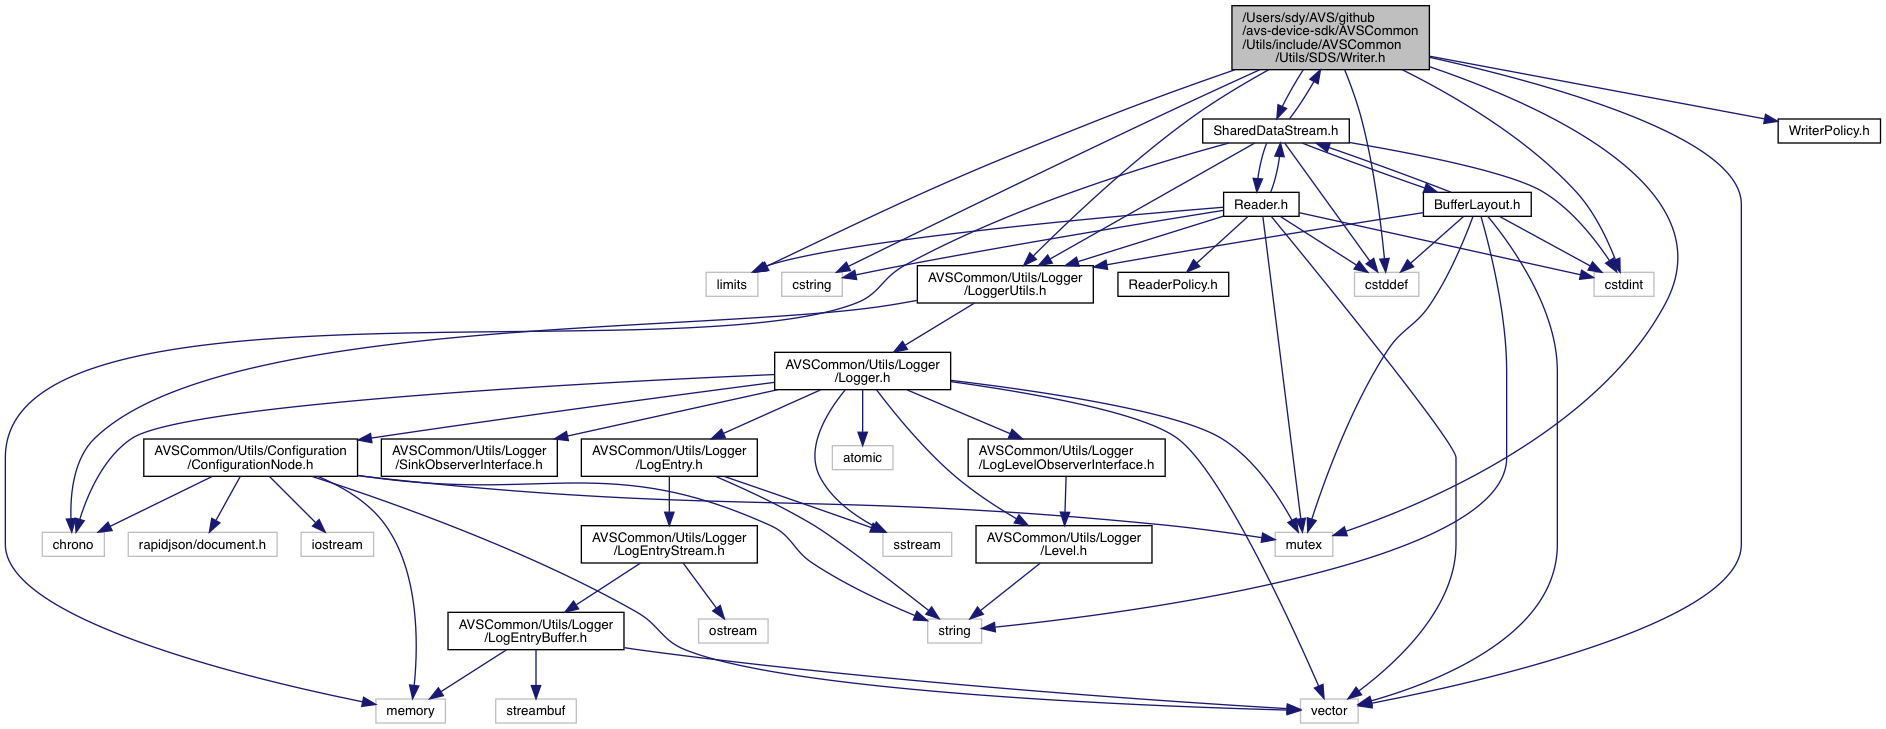 /Users/sdy/AVS/github
/avs-device-sdk/AVSCommon
/Utils/include/AVSCommon
/Utils/SDS/Writer.h
SharedDataStream.h
WriterPolicy.h
Reader.h
BufferLayout.h
limits
cstring
AVSCommon/Utils/Logger
/LoggerUtils.h
ReaderPolicy.h
cstddef
cstdint
AVSCommon/Utils/Logger
/Logger.h
AVSCommon/Utils/Configuration
/ConfigurationNode.h
AVSCommon/Utils/Logger
/SinkObserverInterface.h
AVSCommon/Utils/Logger
/LogEntry.h
atomic
AVSCommon/Utils/Logger
/LogLevelObserverInterface.h
chrono
rapidjson/document.h
iostream
AVSCommon/Utils/Logger
/LogEntryStream.h
sstream
AVSCommon/Utils/Logger
/Level.h
mutex
AVSCommon/Utils/Logger
/LogEntryBuffer.h
ostream
string
memory
streambuf
vector